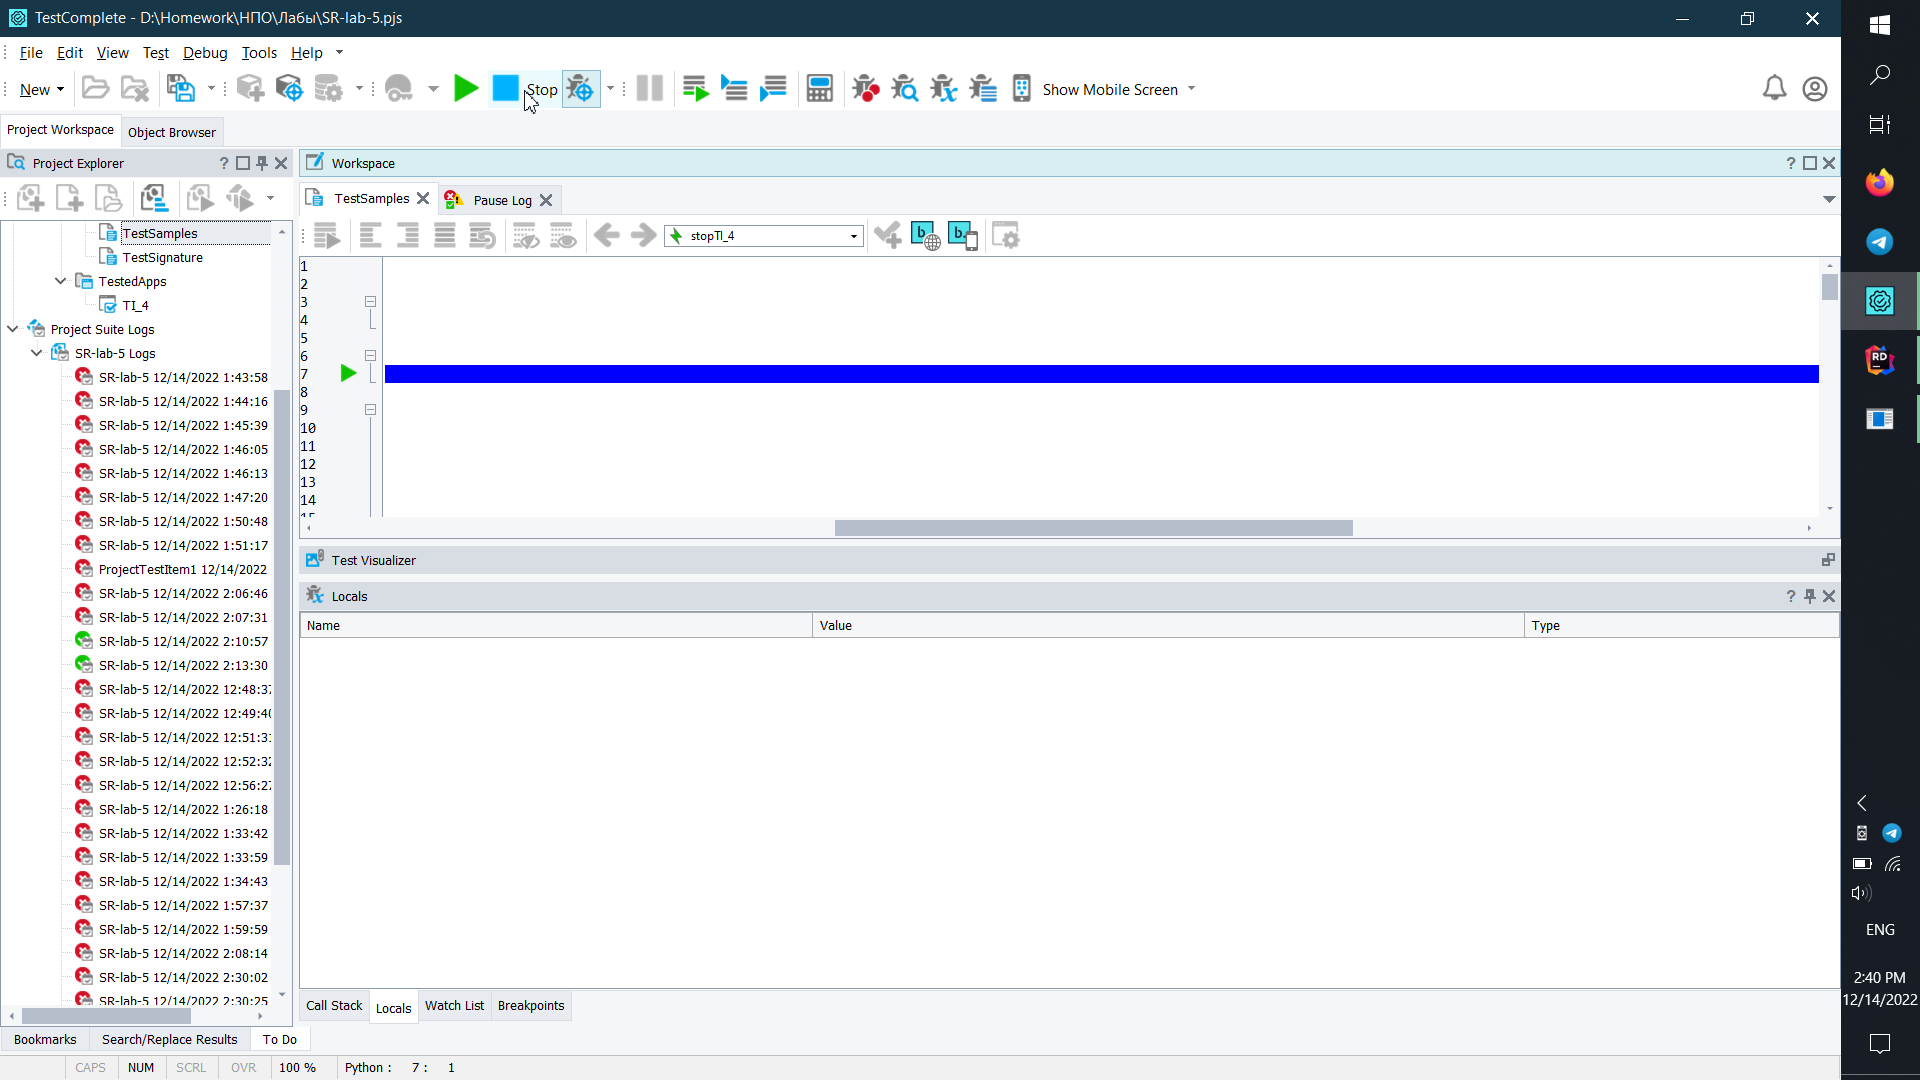 TestComplete - D:\Homework\НПО\Лабы\SR-lab-5.pjs
File Edit View Test Debug Tools Help
New Stop Show Mobile Screen
Project Workspace Object Browser
Project Explorer
TestSamples
TestSignature
TestedApps
TI_4
Project Suite Logs
SR-lab-5 Logs
SR-lab-5 12/14/2022 1:43:58
SR-lab-5 12/14/2022 1:44:16
SR-lab-5 12/14/2022 1:45:39
SR-lab-5 12/14/2022 1:46:05
SR-lab-5 12/14/2022 1:46:13
SR-lab-5 12/14/2022 1:47:20
SR-lab-5 12/14/2022 1:50:48
SR-lab-5 12/14/2022 1:51:17
ProjectTestItem1 12/14/2022
SR-lab-5 12/14/2022 2:06:46
SR-lab-5 12/14/2022 2:07:31
SR-lab-5 12/14/2022 2:10:57
SR-lab-5 12/14/2022 2:13:30
SR-lab-5 12/14/2022 12:48:37
SR-lab-5 12/14/2022 12:49:40
SR-lab-5 12/14/2022 12:51:31
SR-lab-5 12/14/2022 12:52:32
SR-lab-5 12/14/2022 12:56:27
SR-lab-5 12/14/2022 1:26:18
SR-lab-5 12/14/2022 1:33:42
SR-lab-5 12/14/2022 1:33:59
SR-lab-5 12/14/2022 1:34:43
SR-lab-5 12/14/2022 1:57:37
SR-lab-5 12/14/2022 1:59:59
SR-lab-5 12/14/2022 2:08:14
SR-lab-5 12/14/2022 2:30:02
SR-lab-5 12/14/2022 2:30:25
Workspace
TestSamples Pause Log
stopTI_4
1
2
3
4
5
6
7
8
9
10
11
12
13
14
15
Test Visualizer
Locals
Name Value Type
Call Stack Locals Watch List Breakpoints
Bookmarks Search/Replace Results To Do
CAPS NUM SCRL OVR 100 % Python : 7 : 1
ENG
2:40 PM
12/14/2022